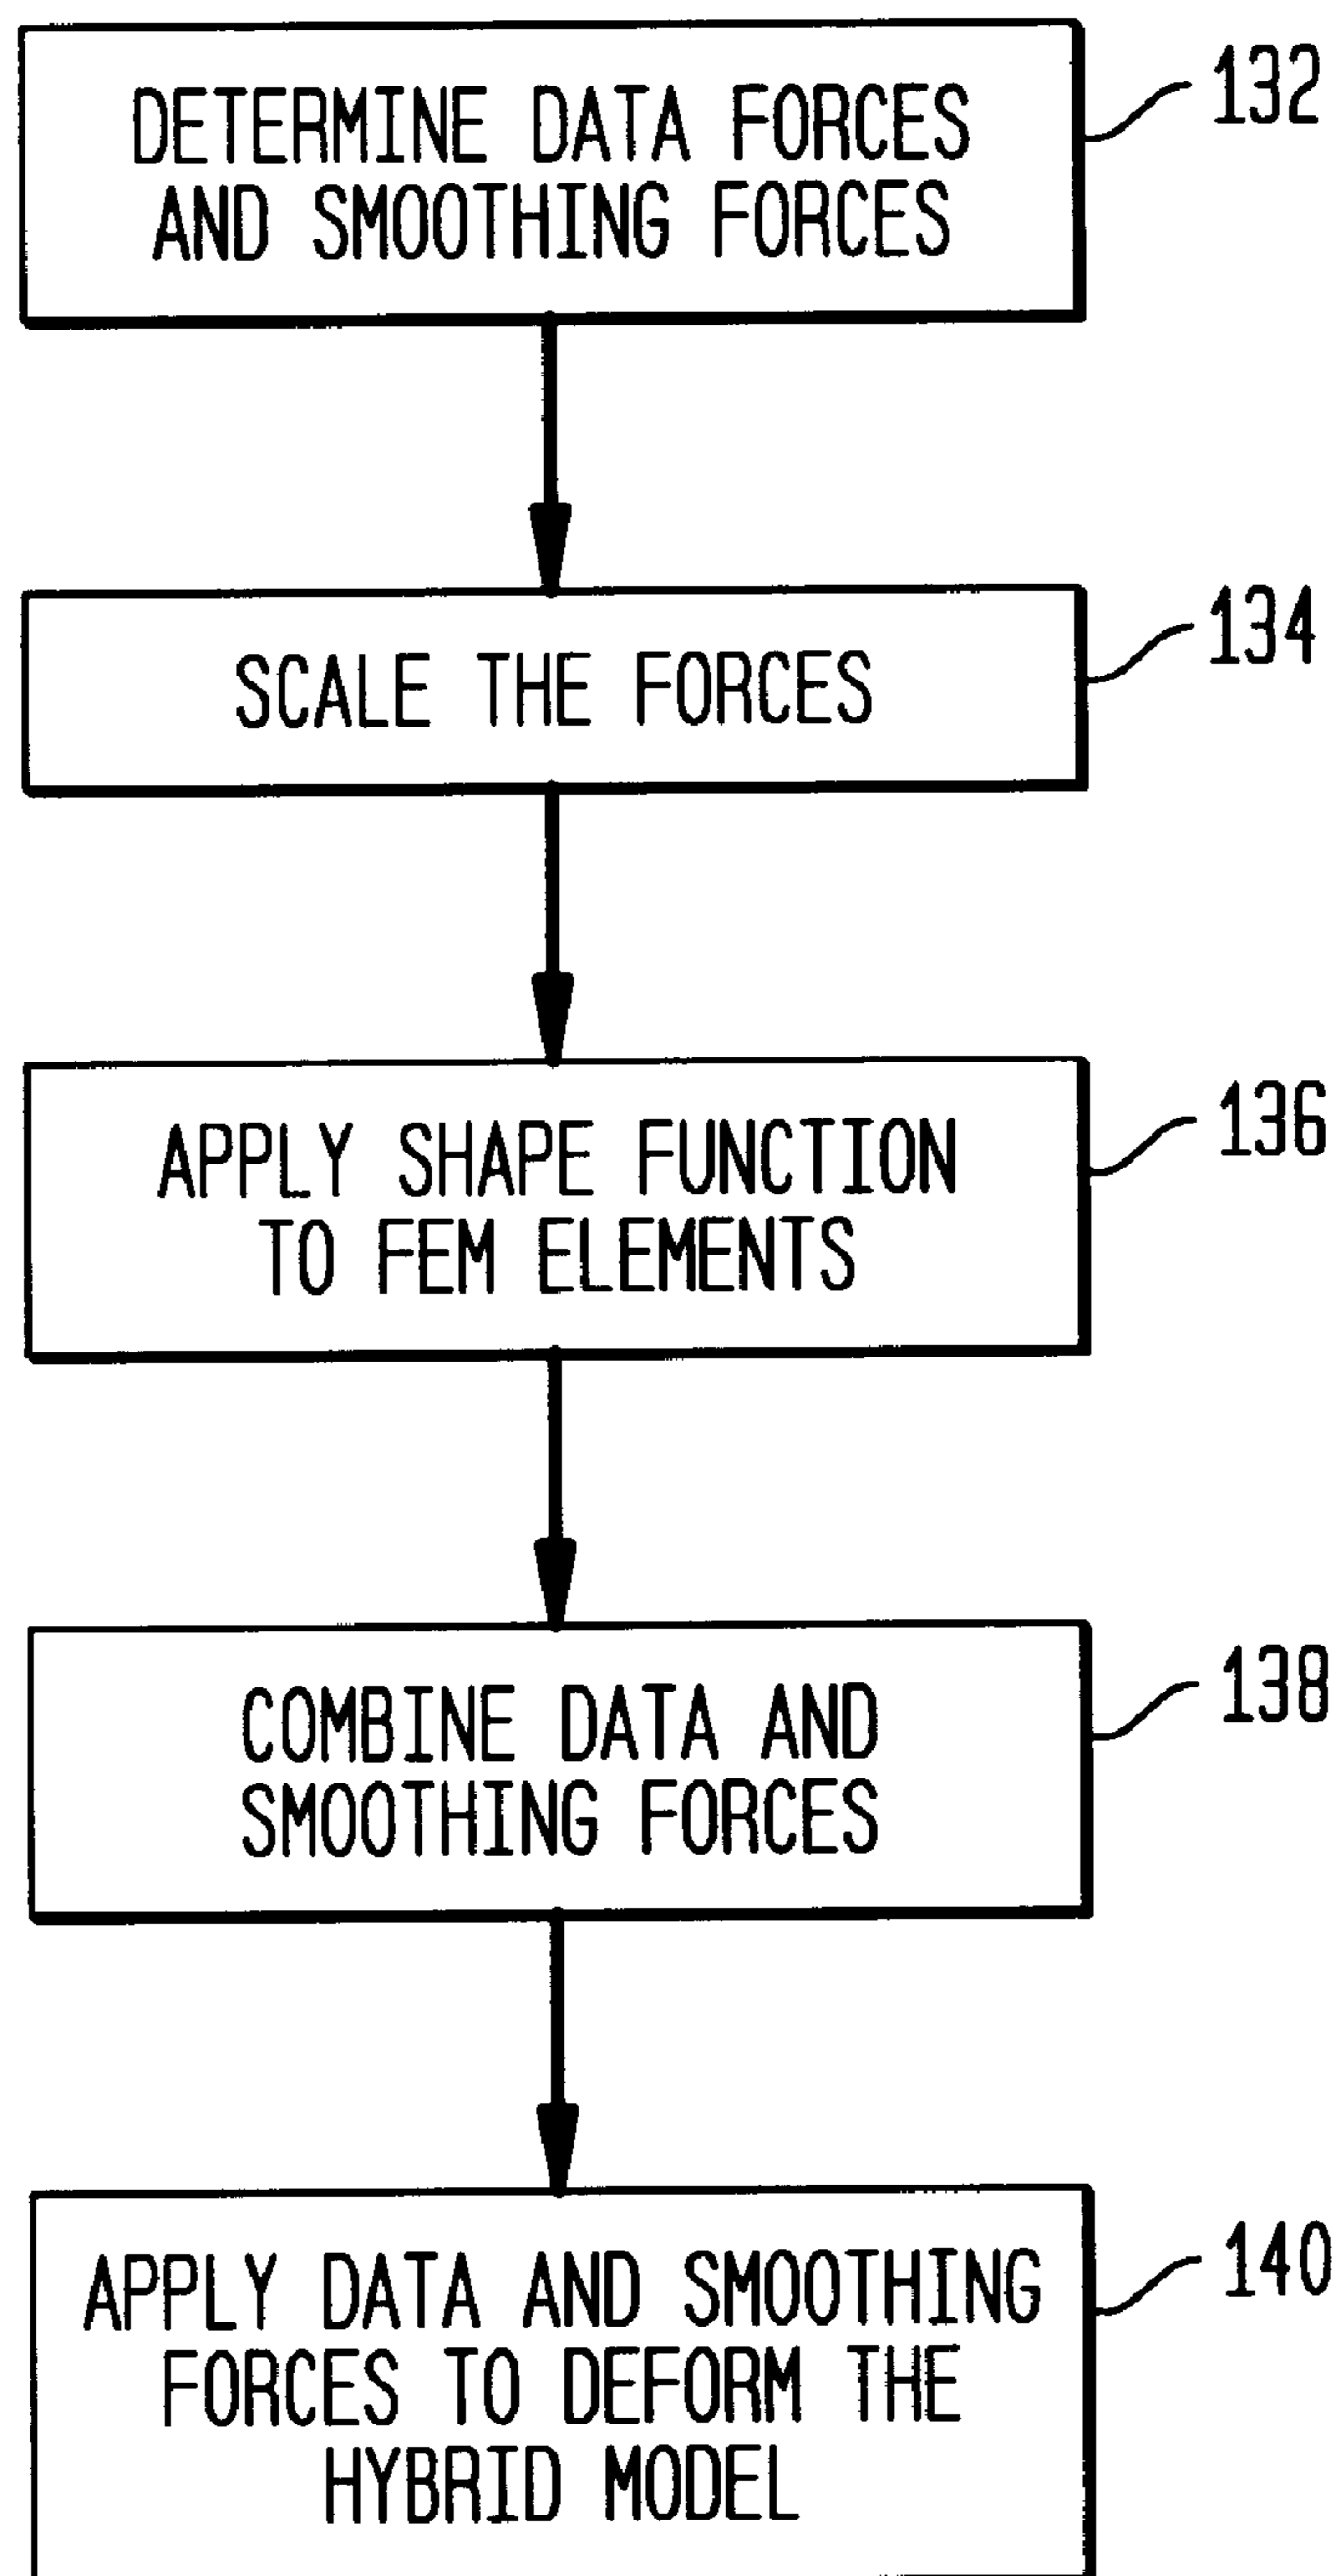 DETERMINE DATA FORCES
AND SMOOTHING FORCES
132
SCALE THE FORCES
134
APPLY SHAPE FUNCTION
TO FEM ELEMENTS
136
COMBINE DATA AND
SMOOTHING FORCES
138
APPLY DATA AND SMOOTHING
FORCES TO DEFORM THE
HYBRID MODEL
140